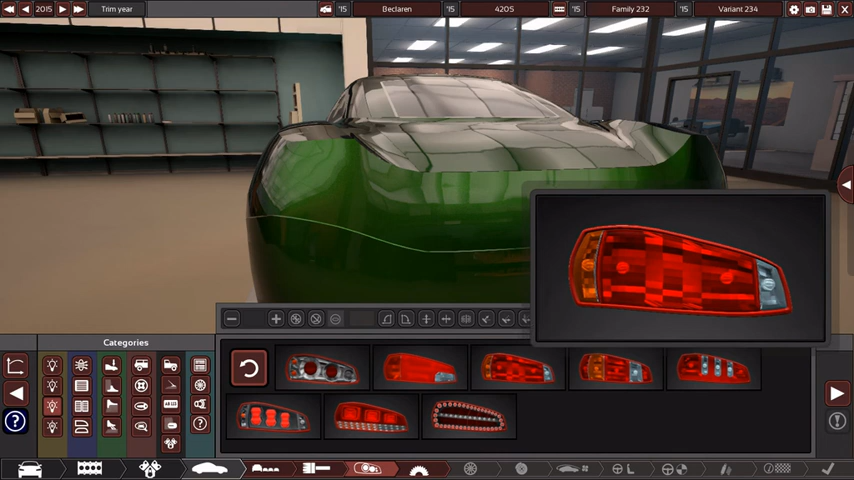 2015
Trim year
'15
Beclaren
'15
4205
'15
Family 232
'15
Variant 234
Categories